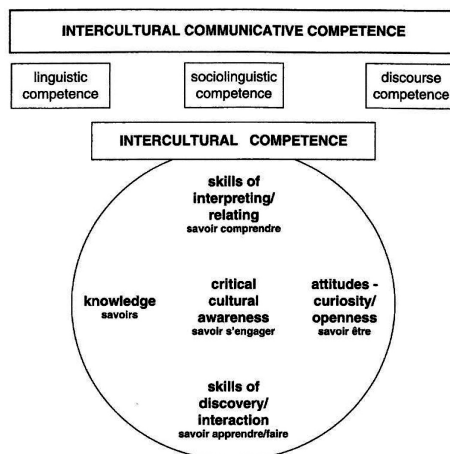 INTERCULTURAL COMMUNICATIVE COMPETENCE
linguistic
competence
sociolinguistic
competence
discourse
competence
INTERCULTURAL COMPETENCE
skills of
interpreting/
relating
savoir comprendre
knowledge
savoirs
critical
cultural
awareness
savoir s'engager
attitudes -
curiosity/
openness
savoir être
skills of
discovery/
interaction
savoir apprendre/faire